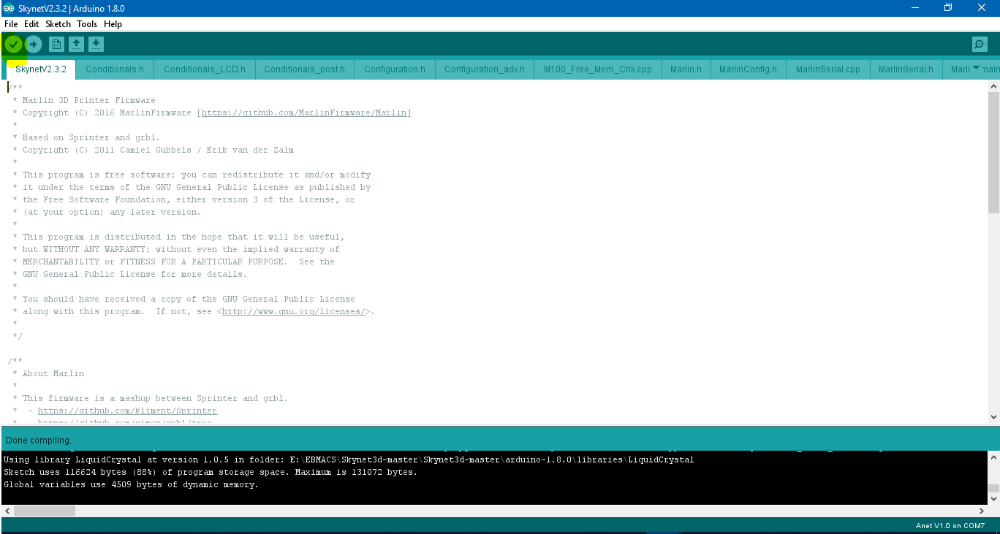 SkynetV2.3.2 | Arduino 1.8.0
File Edit Sketch Tools Help
SkynetV2.3.2 Conditionals.h Conditionals_LCD.h Conditionals_post.h Configuration.h Configuration_adv.h M100_Free_Mem_Chk.cpp Marlin.h MarlinConfig.h MarlinSerial.cpp MarlinSerial.h Marli main
/**
* Marlin 3D Printer Firmware
* Copyright (C) 2016 MarlinFirmware [https://github.com/MarlinFirmware/Marlin]
*
* Based on Sprinter and grbl.
* Copyright (C) 2011 Camiel Gubbels / Erik van der Zalm
*
* This program is free software: you can redistribute it and/or modify
* it under the terms of the GNU General Public License as published by
* the Free Software Foundation, either version 3 of the License, or
* (at your option) any later version.
*
* This program is distributed in the hope that it will be useful,
* but WITHOUT ANY WARRANTY; without even the implied warranty of
* MERCHANTABILITY or FITNESS FOR A PARTICULAR PURPOSE.  See the
* GNU General Public License for more details.
*
* You should have received a copy of the GNU General Public License
* along with this program.  If not, see <http://www.gnu.org/licenses/>.
*
*/
/**
* About Marlin
*
* This firmware is a mashup between Sprinter and grbl.
*  - https://github.com/kliment/Sprinter
*  - https://github.com/simen/grbl/tree
Done compiling.
Using library LiquidCrystal at version 1.0.5 in folder: E:\EBMACS\Skynet3d-master\Skynet3d-master\arduino-1.8.0\libraries\LiquidCrystal
Sketch uses 116624 bytes (88%) of program storage space. Maximum is 131072 bytes.
Global variables use 4509 bytes of dynamic memory.
Anet V1.0 on COM7